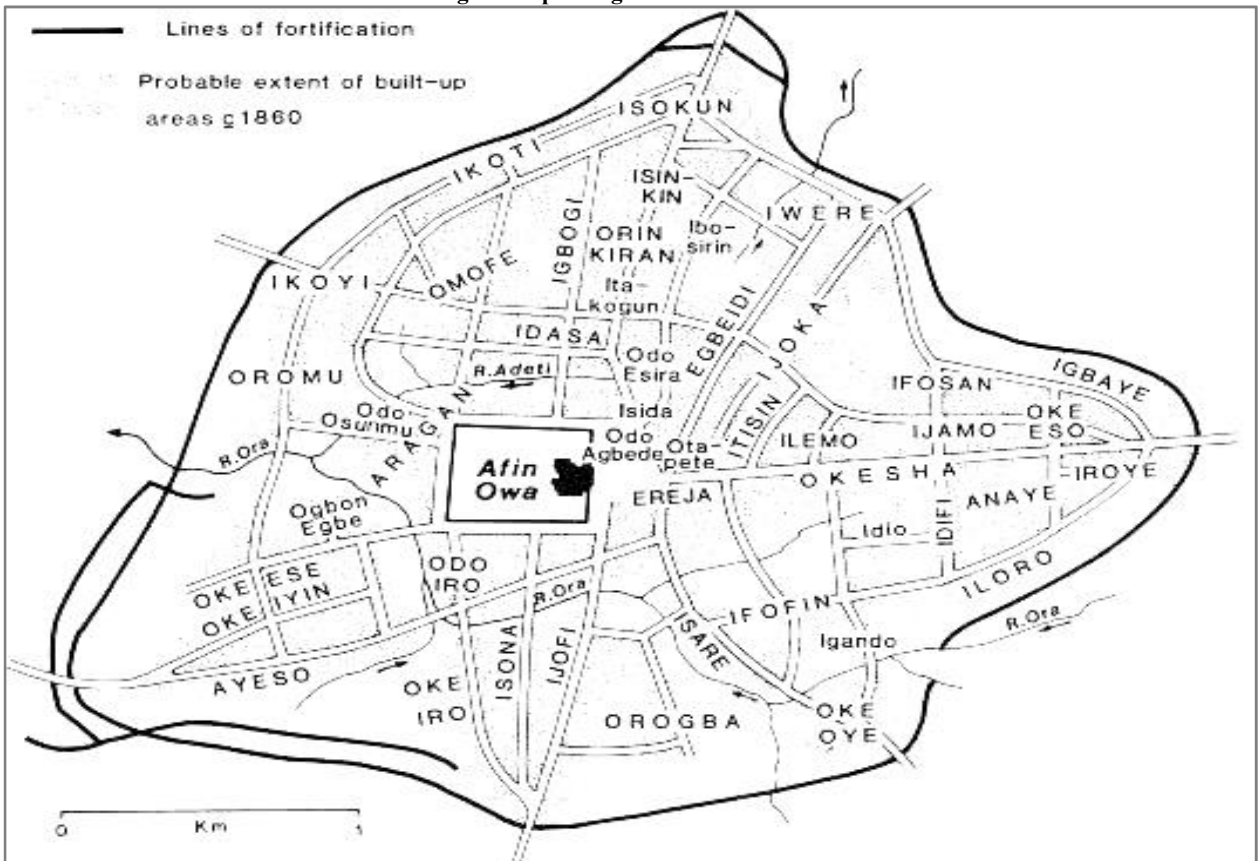 Lines of fortification
Probable extent of built-up
areas c1860
ISOKUN
IKOTI
ISIN-
KIN
IWERE
IGBOGI
ORIN
KIRAN
Ibo-
sirin
IKOYI
OMOFE
Ita-
kogun
EGBEIDI
IJOKA
IDASA
Odo
Esira
R.Adeti
OROMU
IFOSAN
IGBAYE
Odo
Osunmu
ARAGAN
Isida
ITISIN
OKE
ESO
Odo
Agbede
Ota-
pete
ILEMO
IJAMO
R.Ora
Afin
Owa
EREJA
OKESHA
IROYE
ANAYE
Ogbon
Egbe
Idio
IDIFI
OKE ESE
OKE IYIN
ODO
IRO
R.Ora
IFOFIN
ILORO
R.Ora
ISARE
Igando
AYESO
OKE
IRO
ISONA
IJOFI
OROGBA
OKE
OYE
0
Km
1